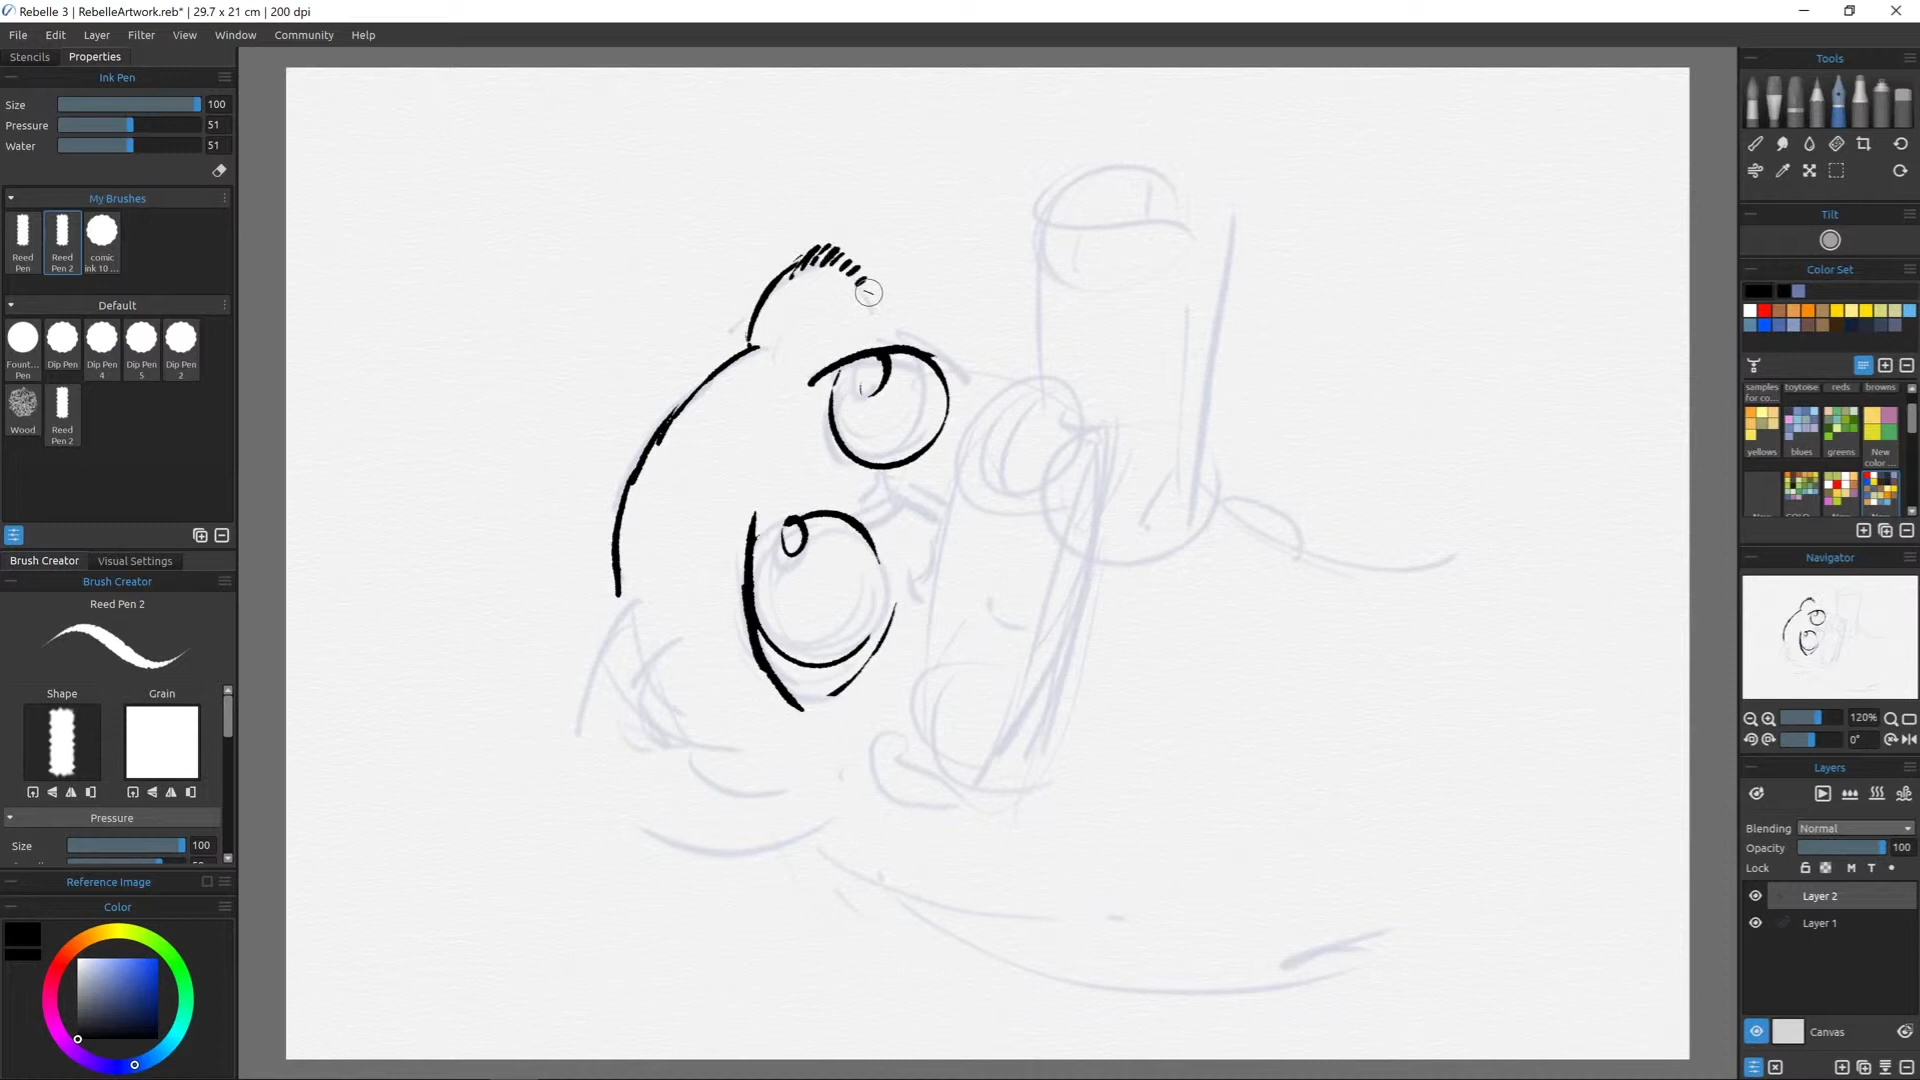 Rebelle 3 | RebelleArtwork.reb* | 29.7 x 21 cm | 200 dpi
File Edit Layer Filter View Window Community Help
Stencils Properties
Ink Pen
Size 100
Pressure 51
Water 51
My Brushes
Reed Pen
Reed Pen 2
comic ink 10 ...
Default
Fount... Pen
Dip Pen
Dip Pen 4
Dip Pen 5
Dip Pen 2
Wood
Reed Pen 2
Brush Creator Visual Settings
Brush Creator
Reed Pen 2
Shape Grain
Pressure
Size 100
Reference Image
Color
Tools
Tilt
Color Set
samples for co...
toytoise
reds
browns
yellows
blues
greens
New color ...
Navigator
120%
0°
Layers
Blending Normal
Opacity 100
Lock M T
Layer 2
Layer 1
Canvas